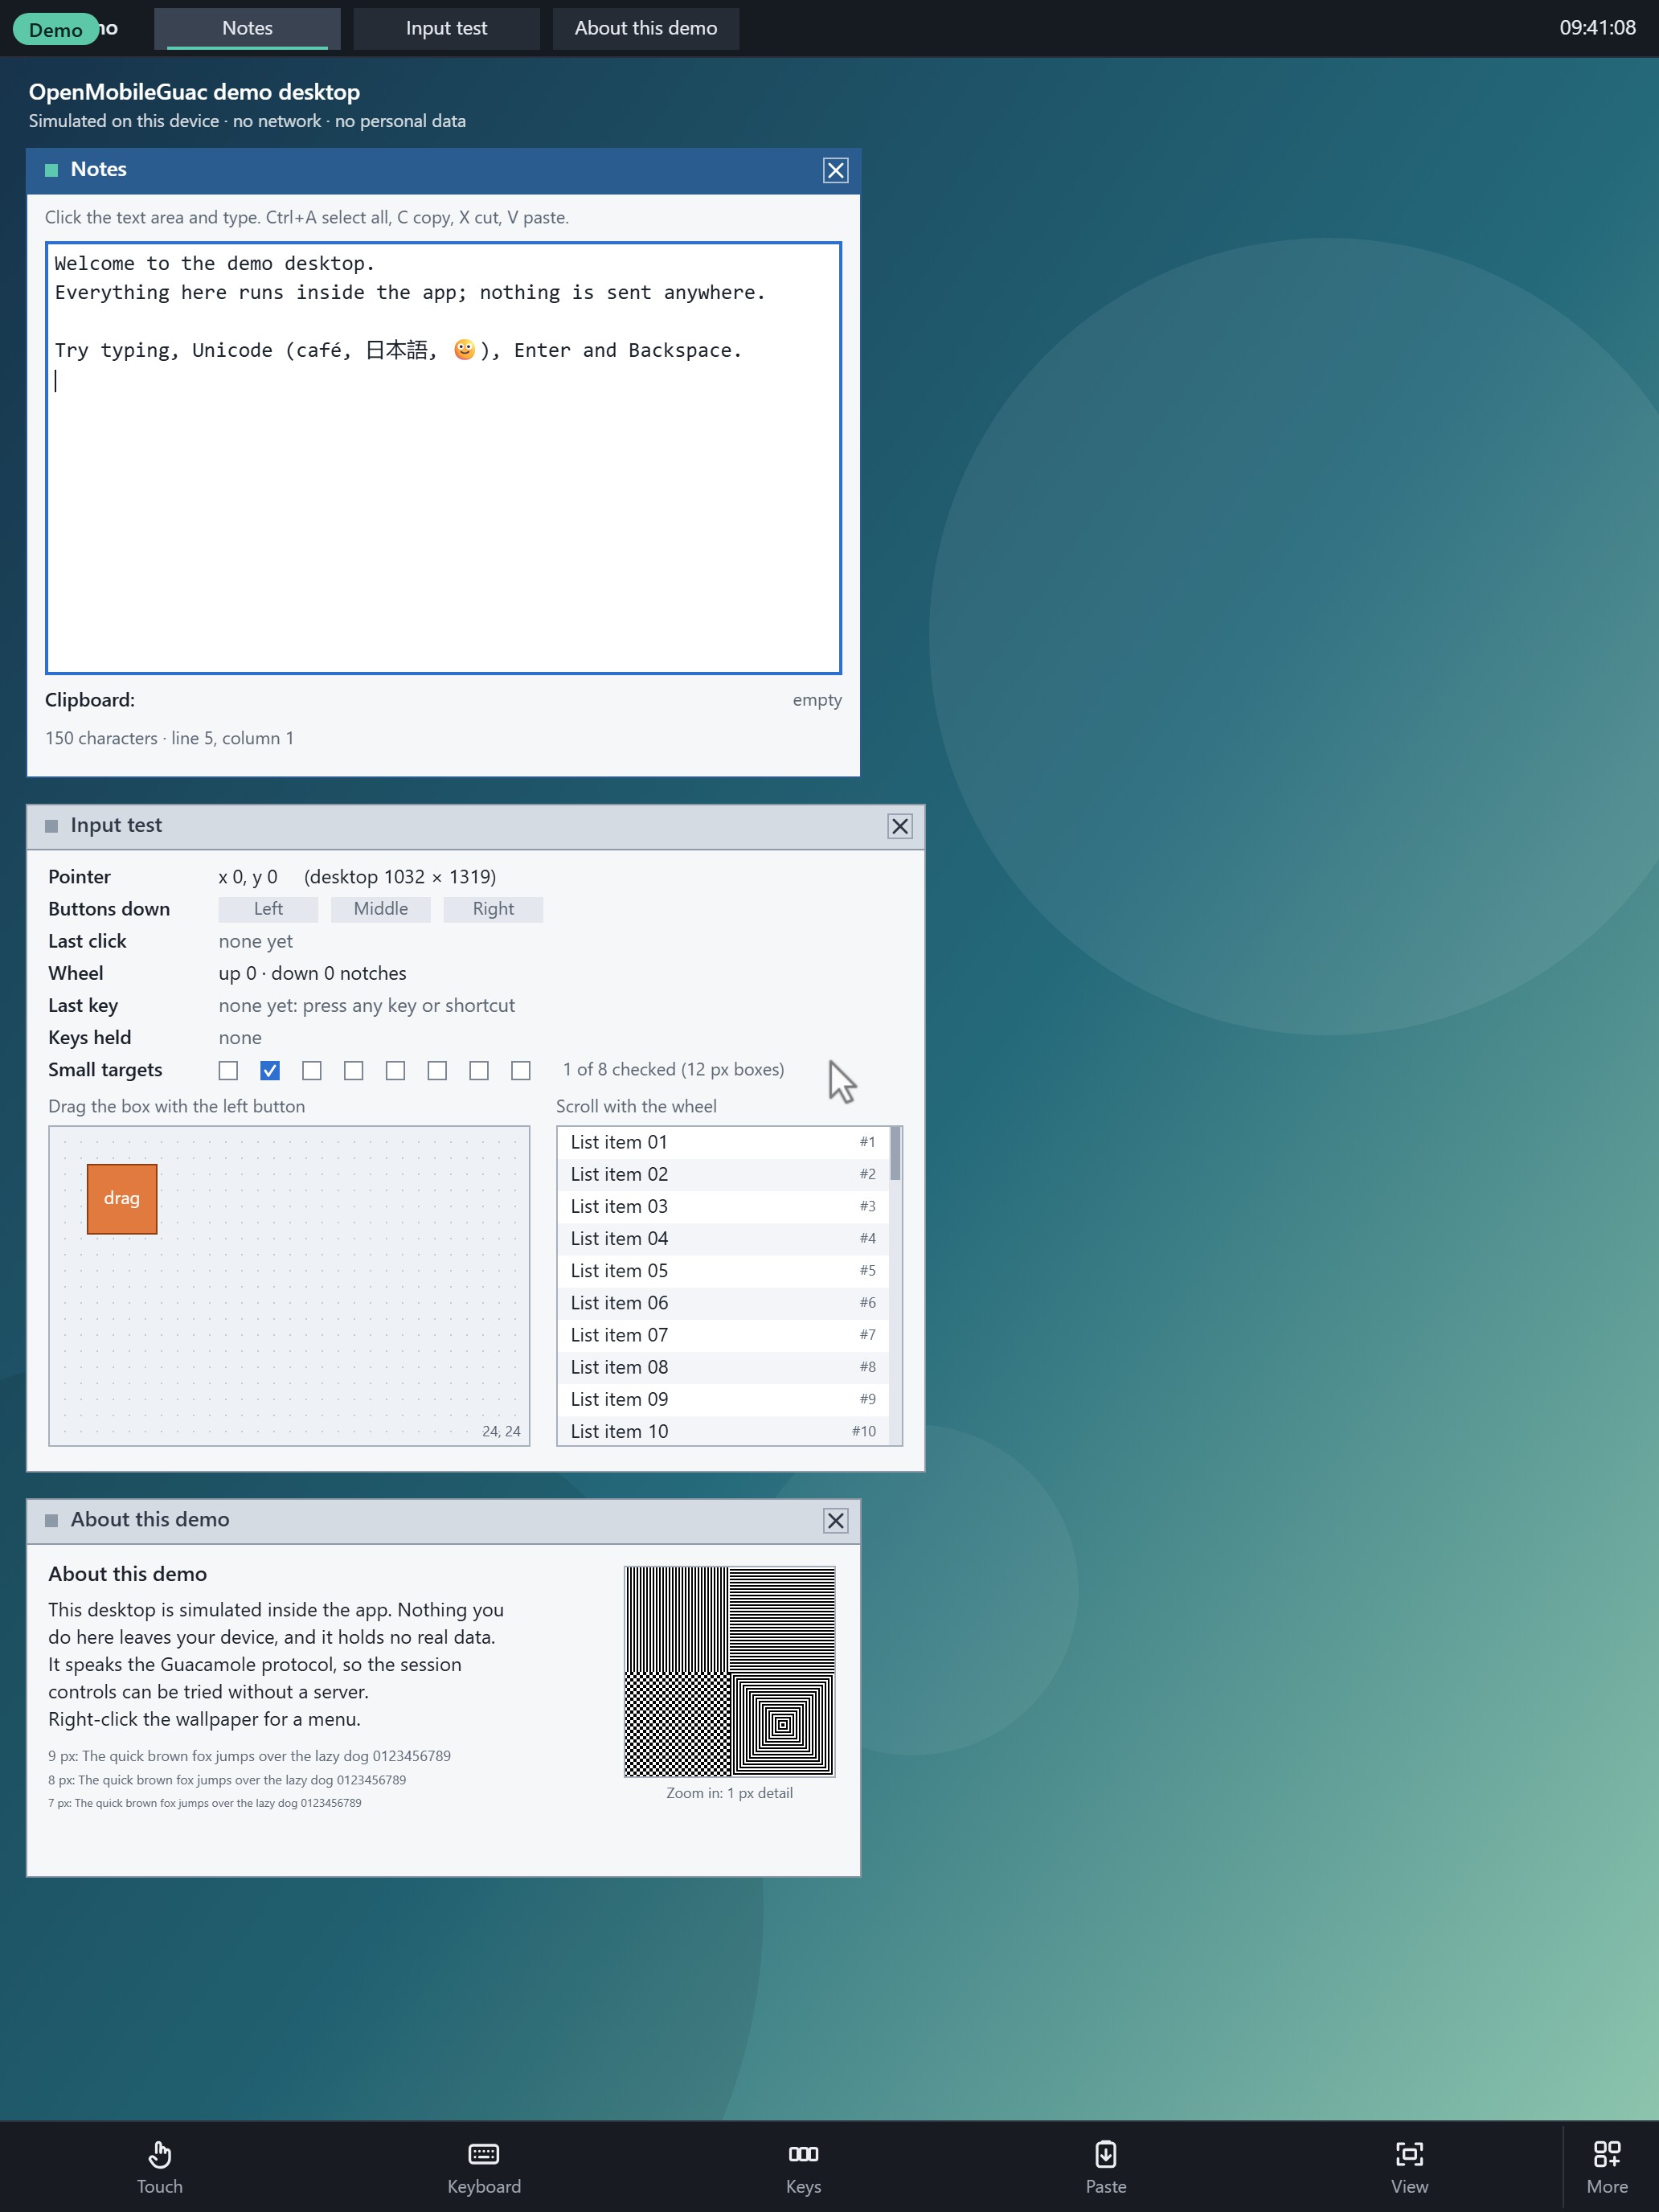 Demo
Notes
Input test
About this demo
09:41:08
OpenMobileGuac demo desktop
Simulated on this device · no network · no personal data
Notes
Click the text area and type. Ctrl+A select all, C copy, X cut, V paste.
Welcome to the demo desktop.
Everything here runs inside the app; nothing is sent anywhere.
Try typing, Unicode (café, 日本語, 🙂), Enter and Backspace.
Clipboard: empty
150 characters · line 5, column 1
Input test
Pointer x 0, y 0 (desktop 1032 × 1319)
Buttons down Left Middle Right
Last click none yet
Wheel up 0 · down 0 notches
Last key none yet: press any key or shortcut
Keys held none
Small targets 1 of 8 checked (12 px boxes)
Drag the box with the left button
drag
24, 24
Scroll with the wheel
List item 01 #1
List item 02 #2
List item 03 #3
List item 04 #4
List item 05 #5
List item 06 #6
List item 07 #7
List item 08 #8
List item 09 #9
List item 10 #10
About this demo
About this demo
This desktop is simulated inside the app. Nothing you
do here leaves your device, and it holds no real data.
It speaks the Guacamole protocol, so the session
controls can be tried without a server.
Right-click the wallpaper for a menu.
9 px: The quick brown fox jumps over the lazy dog 0123456789
8 px: The quick brown fox jumps over the lazy dog 0123456789
7 px: The quick brown fox jumps over the lazy dog 0123456789
Zoom in: 1 px detail
Touch
Keyboard
Keys
Paste
View
More